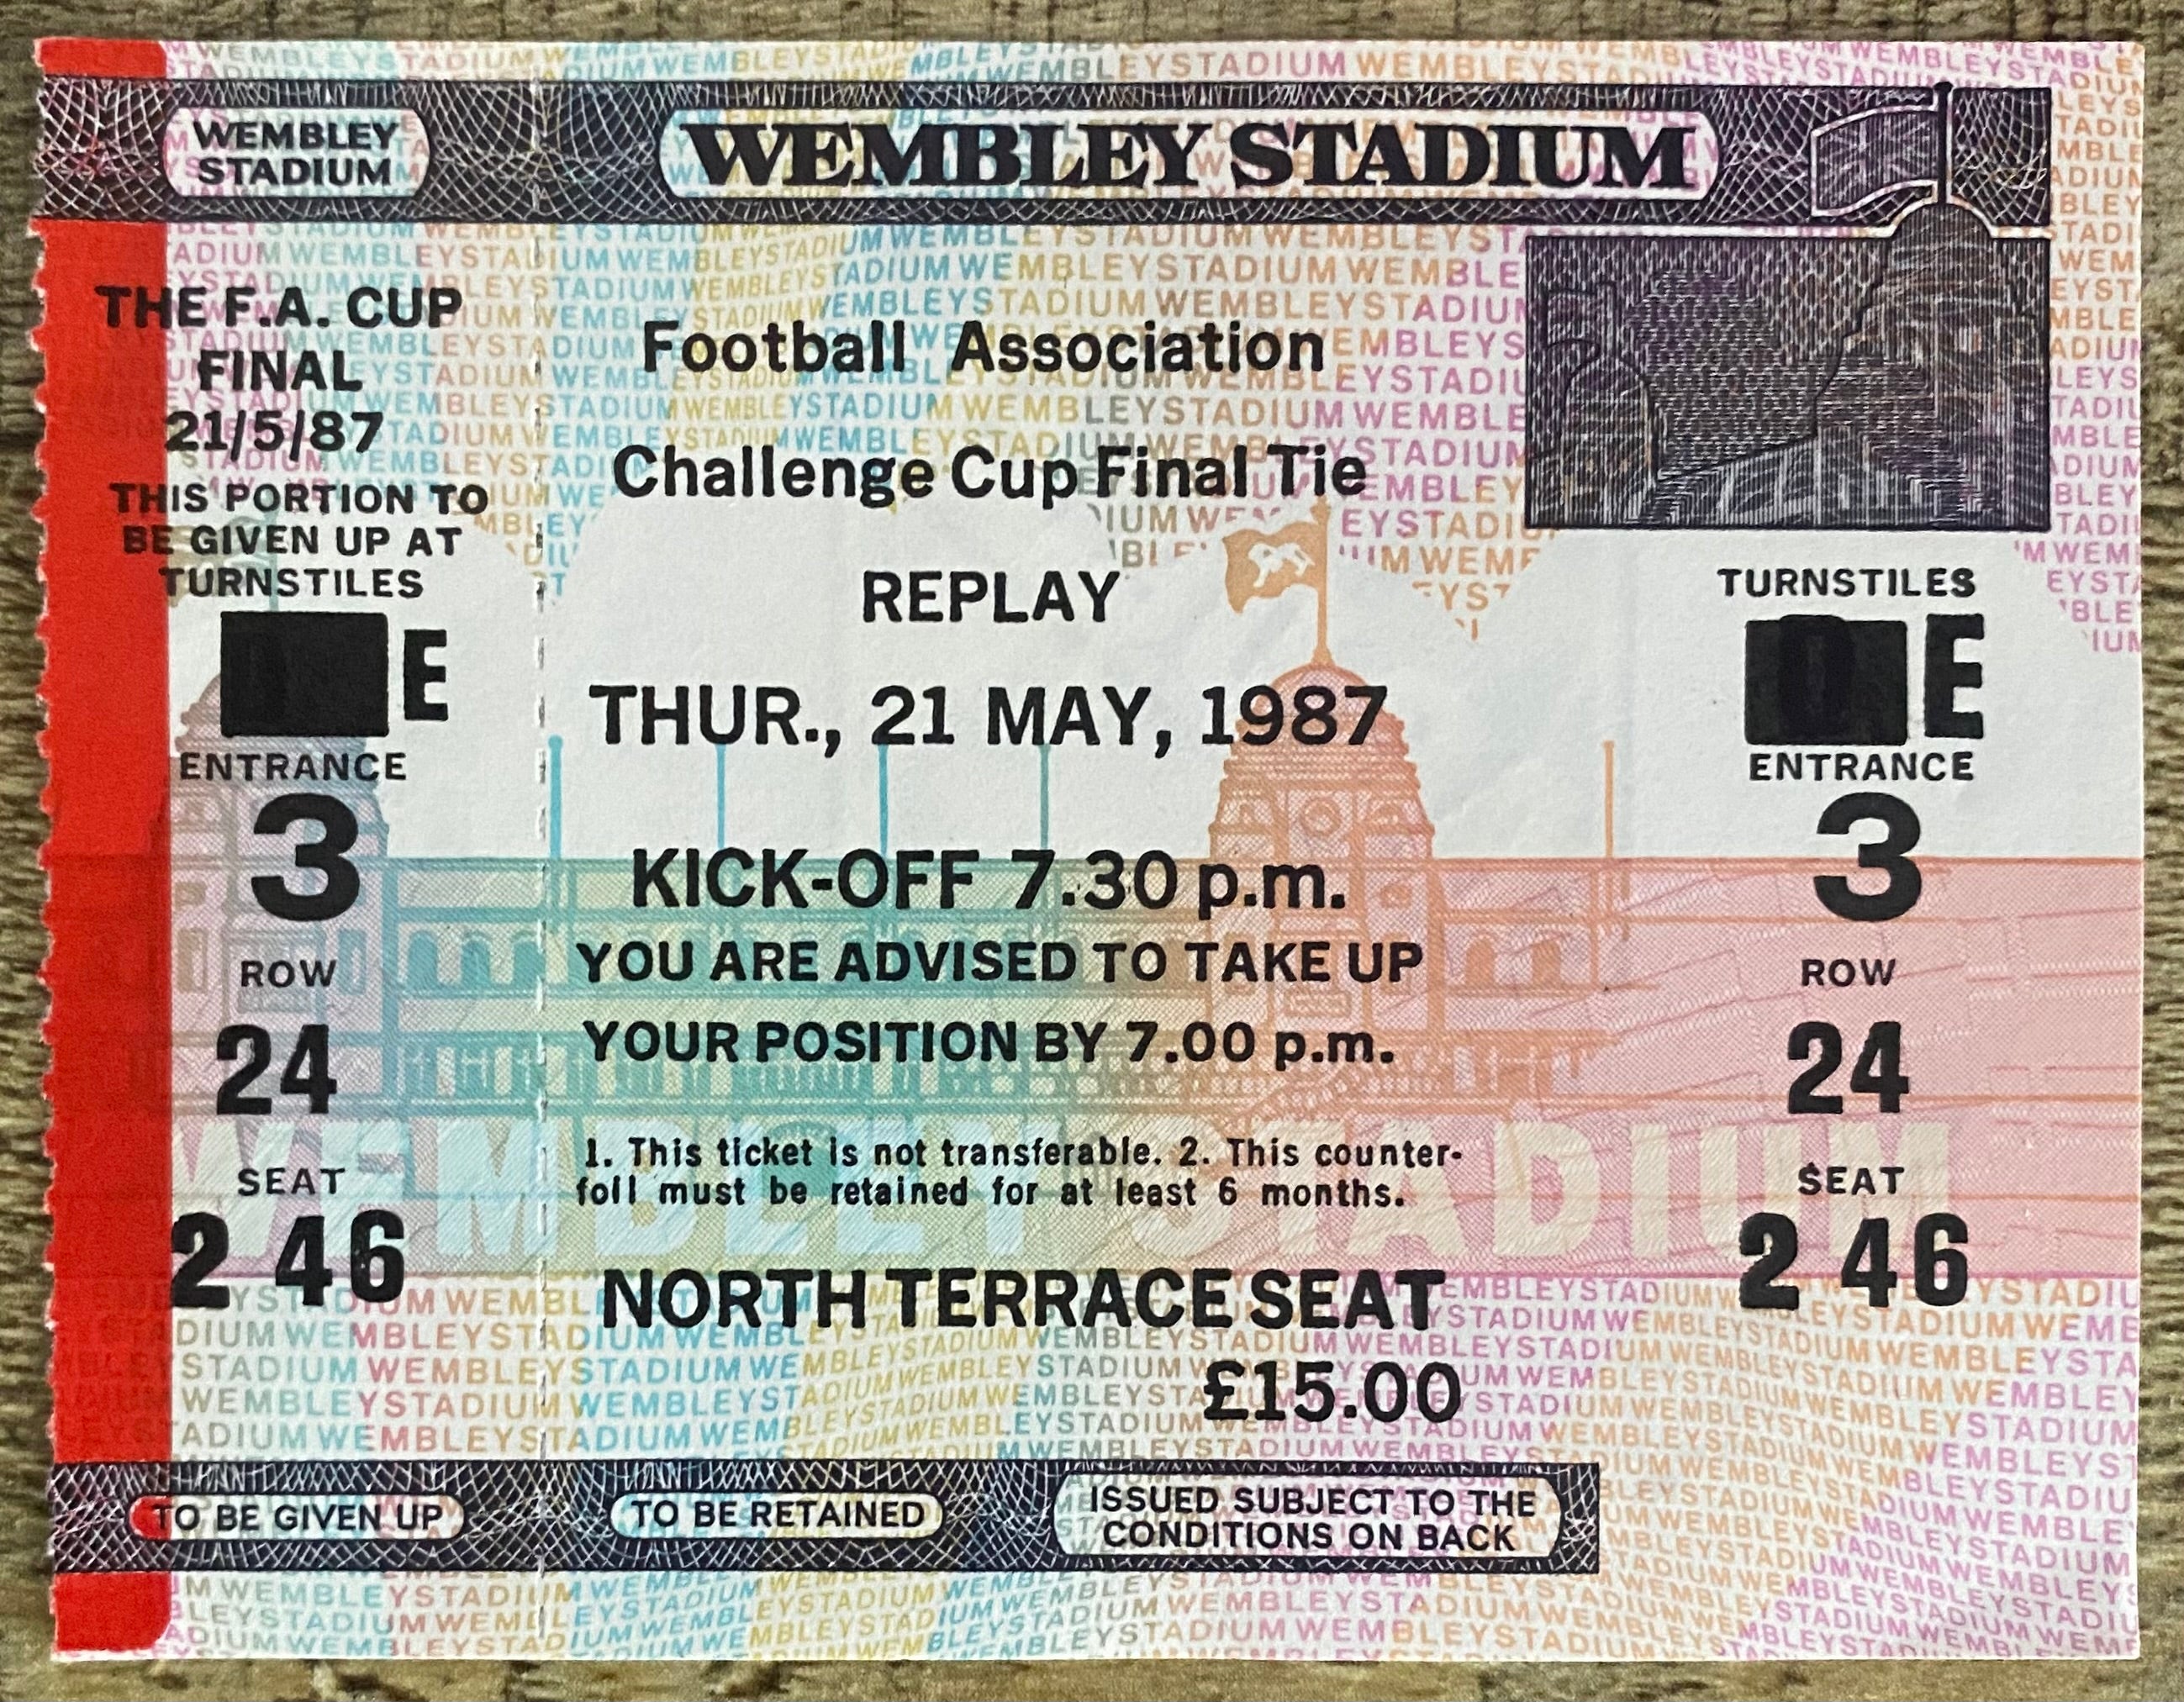 WEMBLEY
STADIUM
THE F.A. CUP
FINAL
21/5/87
THIS PORTION TO
BE GIVEN UP AT
TURNSTILES
E
ENTRANCE
3
ROW
24
SEAT
2 46
TO BE GIVEN UP
WEMBLEY STADIUM
Football Association
Challenge Cup Final Tie
REPLAY
THUR., 21 MAY, 1987
KICK-OFF 7.30 p.m.
YOU ARE ADVISED TO TAKE UP
YOUR POSITION BY 7.00 p.m.
1. This ticket is not transferable. 2. This counter-
foil must be retained for at least 6 months.
WEMBLEY STADIUM
NORTH TERRACE SEAT
£15.00
TO BE RETAINED
ISSUED SUBJECT TO THE
CONDITIONS ON BACK
TURNSTILES
E
ENTRANCE
3
ROW
24
SEAT
2 46